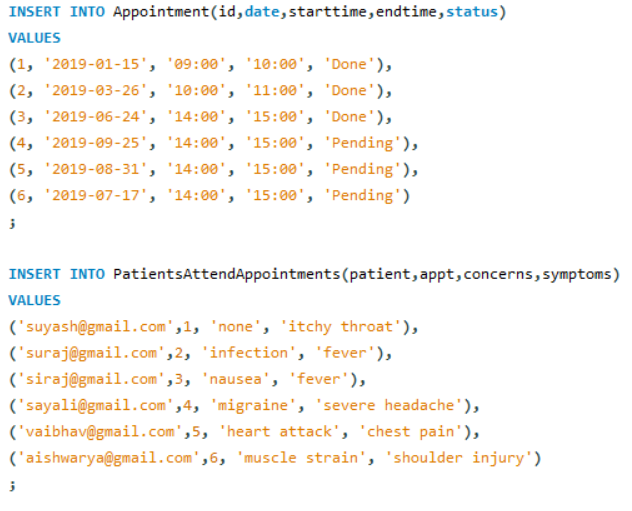 INSERT INTO Appointment(id,date,starttime,endtime,status)
VALUES
(1, '2019-01-15', '09:00', '10:00', 'Done'),
(2, '2019-03-26', '10:00', '11:00', 'Done'),
(3, '2019-06-24', '14:00', '15:00', 'Done'),
(4, '2019-09-25', '14:00', '15:00', 'Pending'),
(5, '2019-08-31', '14:00', '15:00', 'Pending'),
(6, '2019-07-17', '14:00', '15:00', 'Pending')
;
INSERT INTO PatientsAttendAppointments(patient,appt,concerns,symptoms)
VALUES
('suyash@gmail.com',1, 'none', 'itchy throat'),
('suraj@gmail.com',2, 'infection', 'fever'),
('siraj@gmail.com',3, 'nausea', 'fever'),
('sayali@gmail.com',4, 'migraine', 'severe headache'),
('vaibhav@gmail.com',5, 'heart attack', 'chest pain'),
('aishwarya@gmail.com',6, 'muscle strain', 'shoulder injury')
;